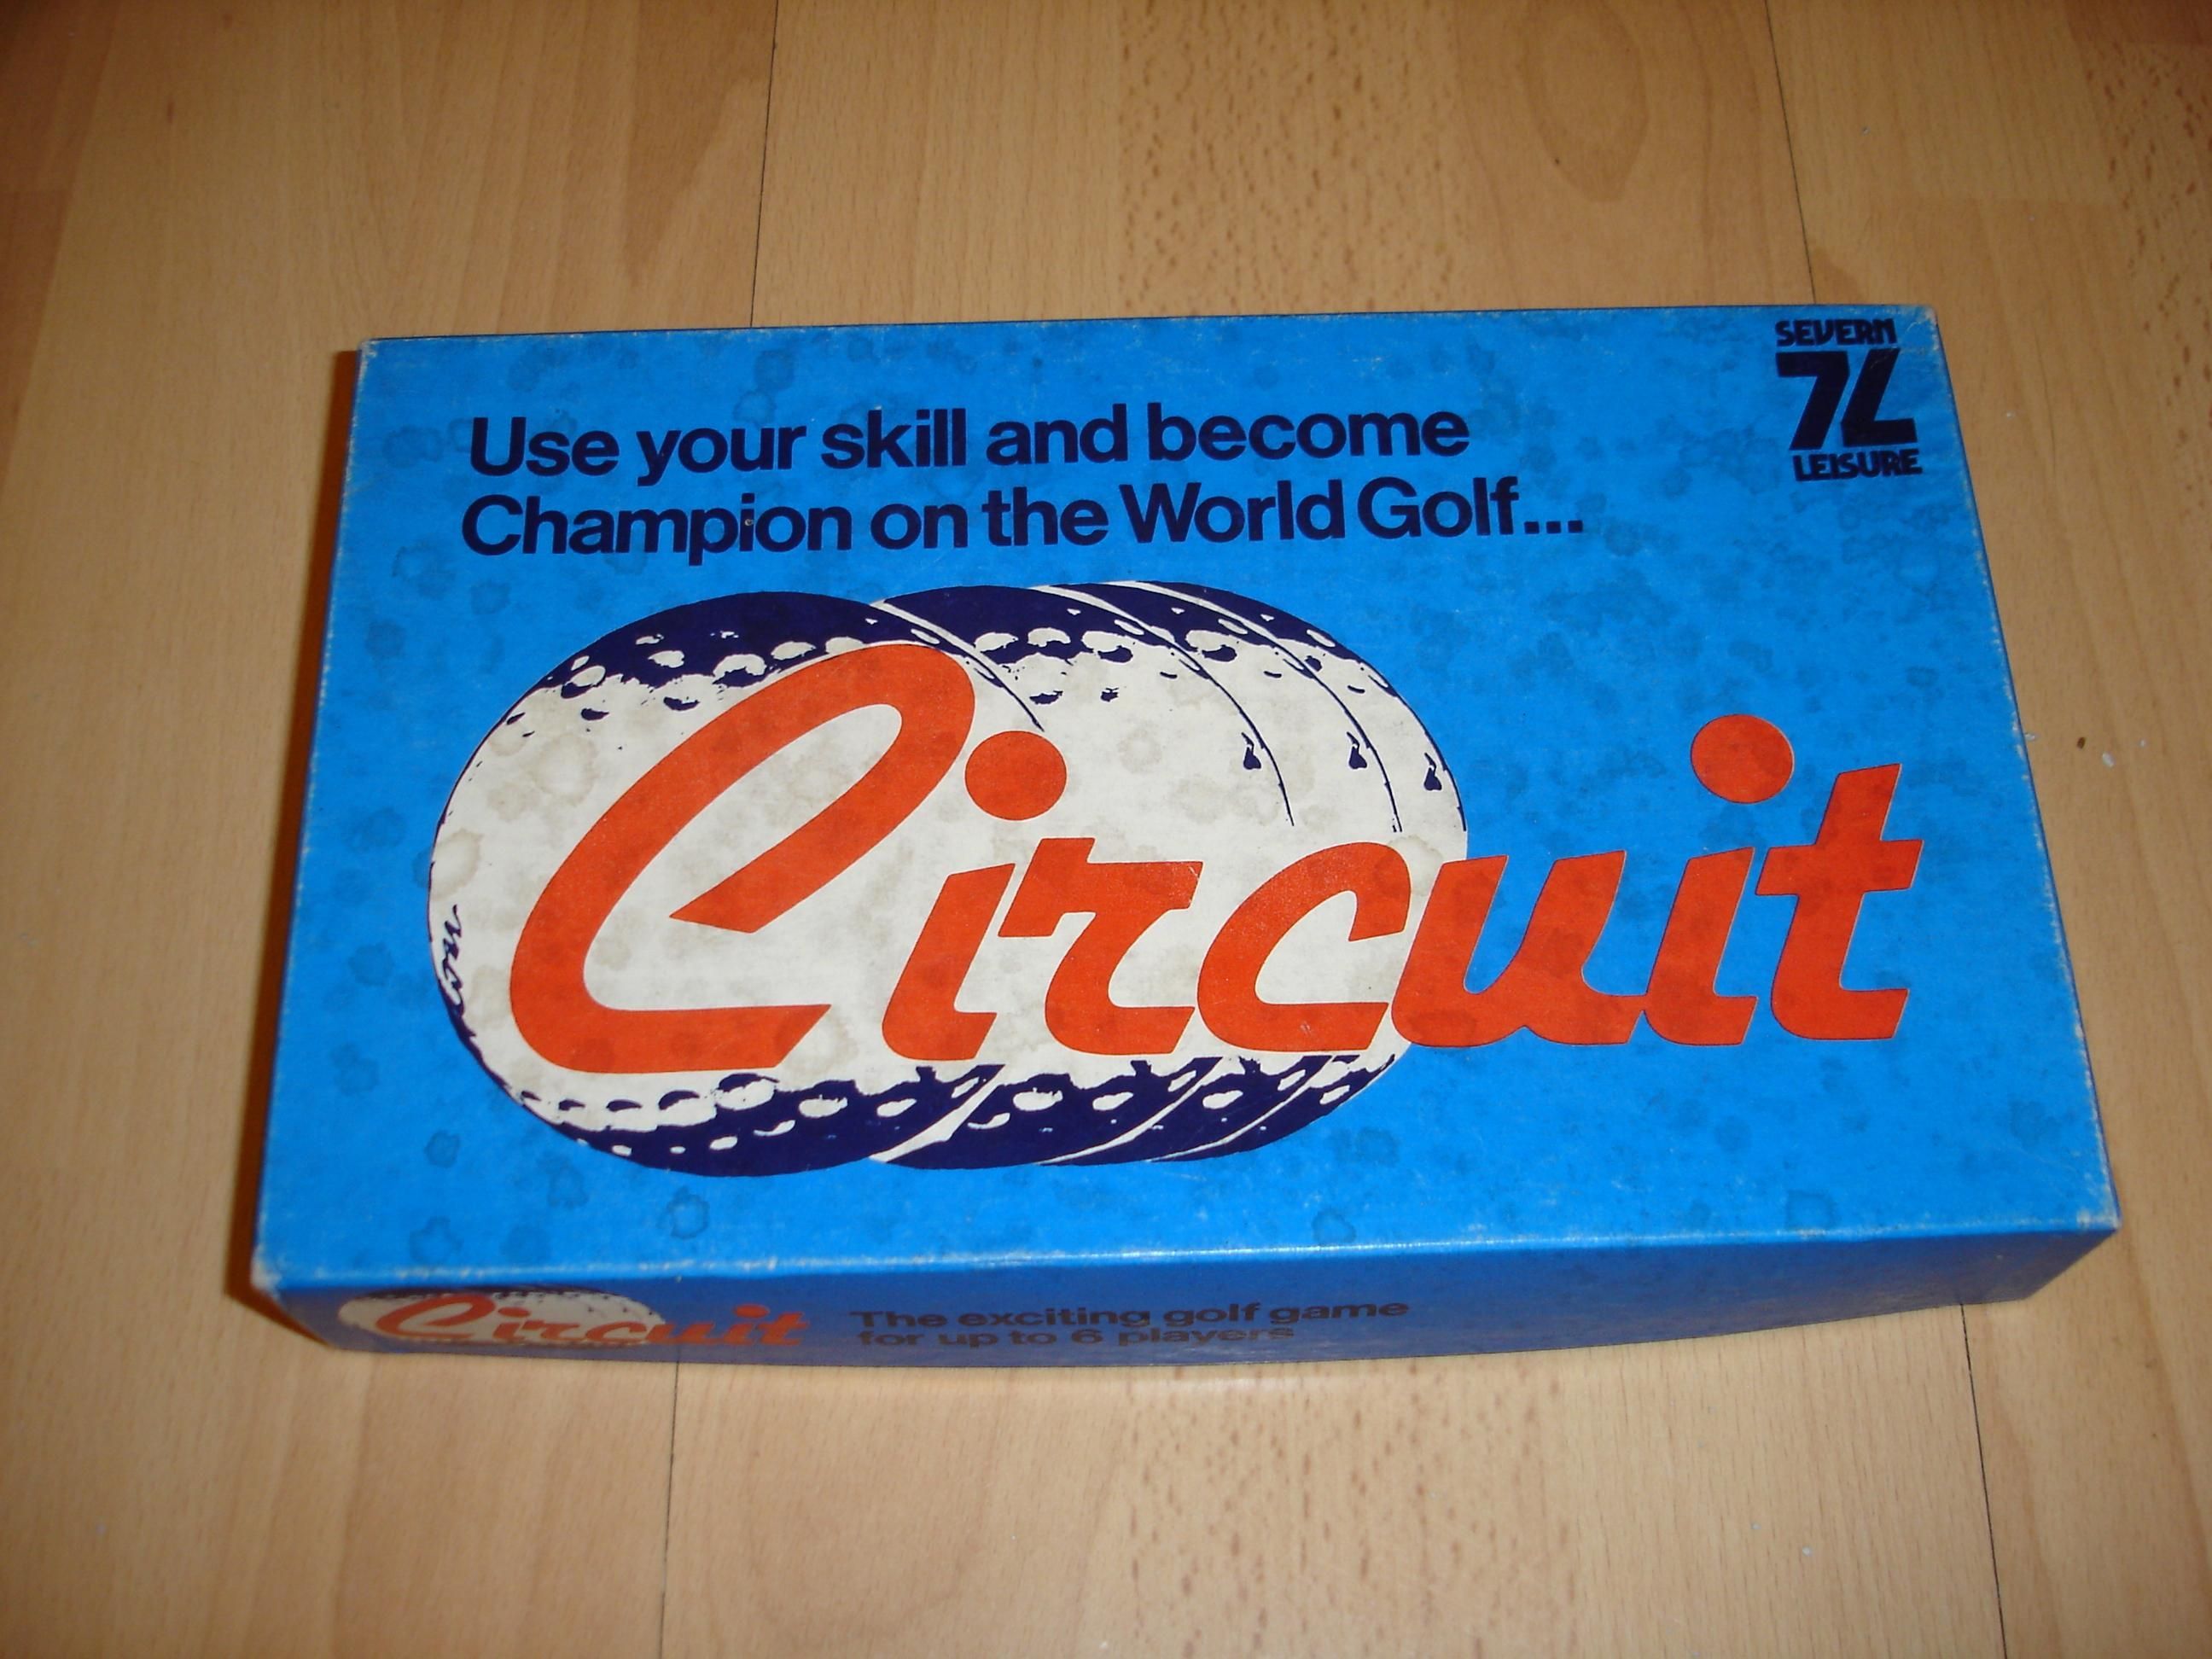 SEVERN
7L
LEISURE
Use your skill and become
Champion on the World Golf...
Circuit
Circuit
The exciting golf game
for up to 6 players